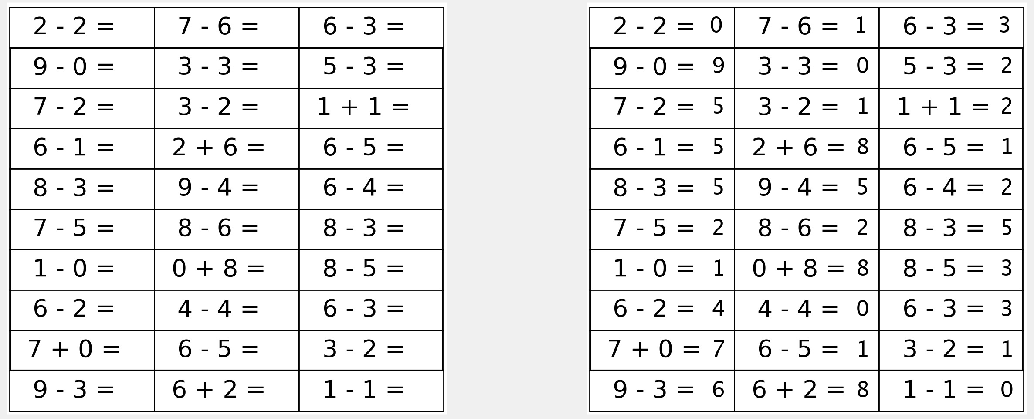 2 - 2 = 7 - 6 = 6 - 3 =
9 - 0 = 3 - 3 = 5 - 3 =
7 - 2 = 3 - 2 = 1 + 1 =
6 - 1 = 2 + 6 = 6 - 5 =
8 - 3 = 9 - 4 = 6 - 4 =
7 - 5 = 8 - 6 = 8 - 3 =
1 - 0 = 0 + 8 = 8 - 5 =
6 - 2 = 4 - 4 = 6 - 3 =
7 + 0 = 6 - 5 = 3 - 2 =
9 - 3 = 6 + 2 = 1 - 1 =
2 - 2 = 0 7 - 6 = 1 6 - 3 = 3
9 - 0 = 9 3 - 3 = 0 5 - 3 = 2
7 - 2 = 5 3 - 2 = 1 1 + 1 = 2
6 - 1 = 5 2 + 6 = 8 6 - 5 = 1
8 - 3 = 5 9 - 4 = 5 6 - 4 = 2
7 - 5 = 2 8 - 6 = 2 8 - 3 = 5
1 - 0 = 1 0 + 8 = 8 8 - 5 = 3
6 - 2 = 4 4 - 4 = 0 6 - 3 = 3
7 + 0 = 7 6 - 5 = 1 3 - 2 = 1
9 - 3 = 6 6 + 2 = 8 1 - 1 = 0